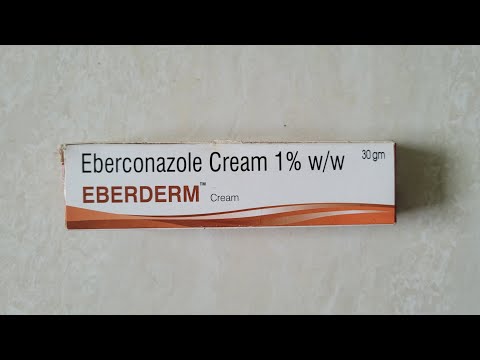 Eberconazole Cream 1% w/w 30 gm
EBERDERM™ Cream